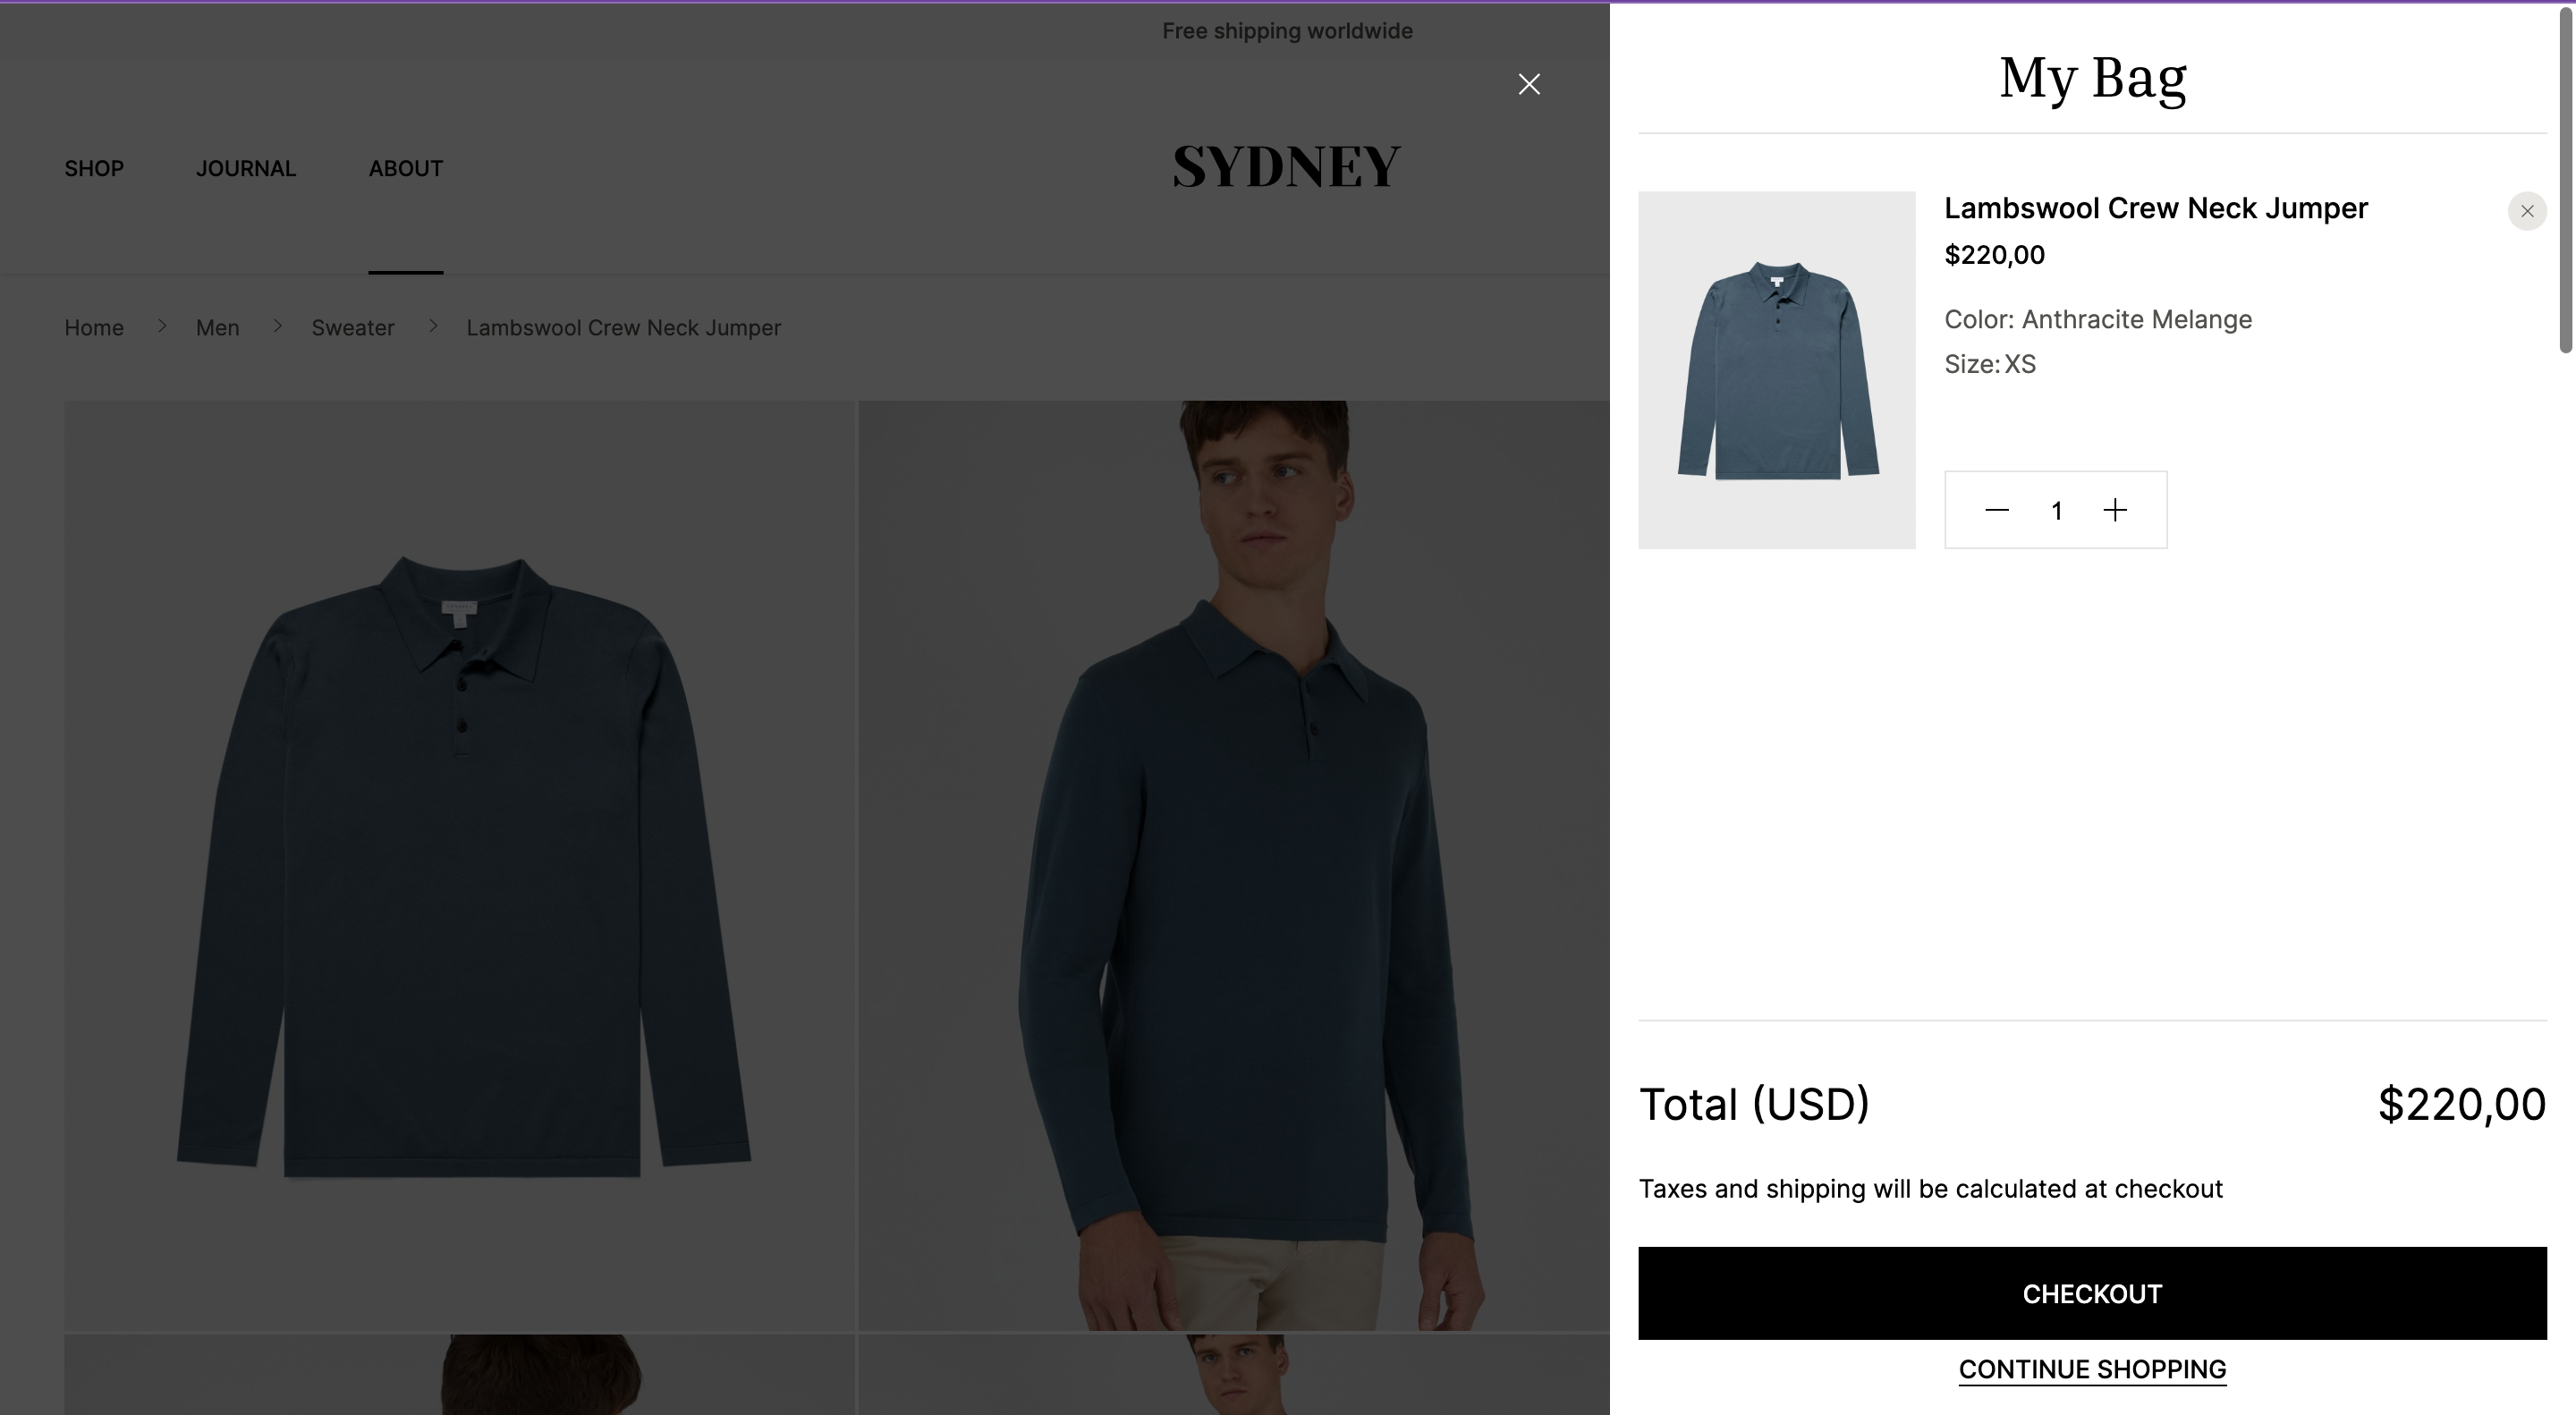 Free shipping worldwide
SHOP JOURNAL ABOUT
SYDNEY
Home > Men > Sweater > Lambswool Crew Neck Jumper
My Bag
Lambswool Crew Neck Jumper
$220,00
Color: Anthracite Melange
Size: XS
1
Total (USD) $220,00
Taxes and shipping will be calculated at checkout
CHECKOUT
CONTINUE SHOPPING